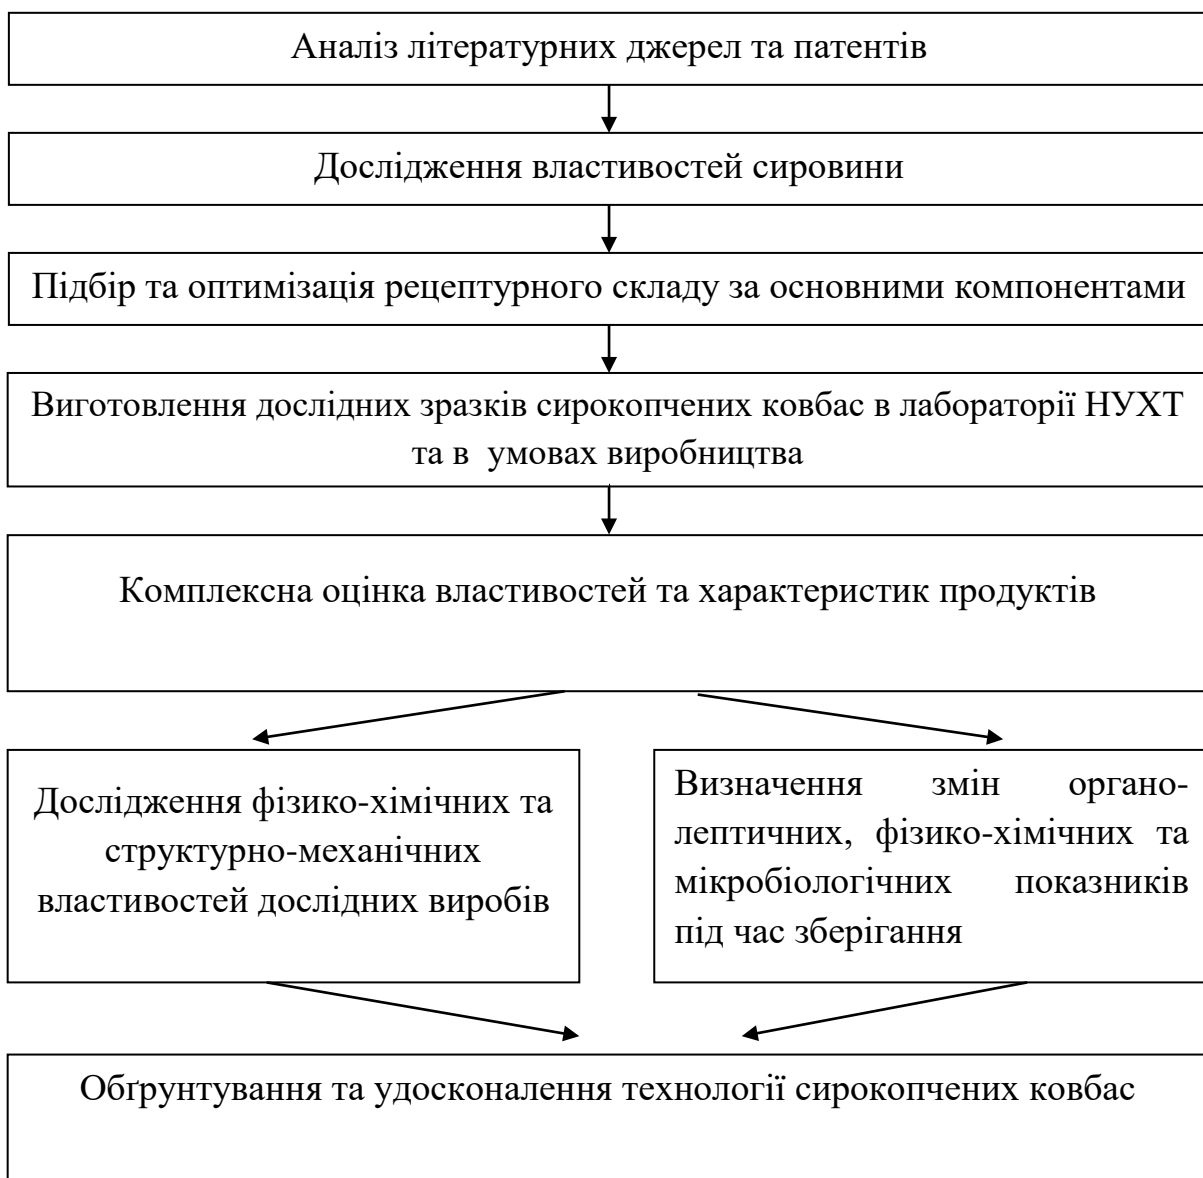 Аналіз літературних джерел та патентів
Дослідження властивостей сировини
Підбір та оптимізація рецептурного складу за основними компонентами
Виготовлення дослідних зразків сирокопчених ковбас в лабораторії НУХТ
та в умовах виробництва
Комплексна оцінка властивостей та характеристик продуктів
Дослідження фізико-хімічних та
структурно-механічних
властивостей дослідних виробів
Визначення змін органо-
лептичних, фізико-хімічних та
мікробіологічних показників
під час зберігання
Обґрунтування та удосконалення технології сирокопчених ковбас